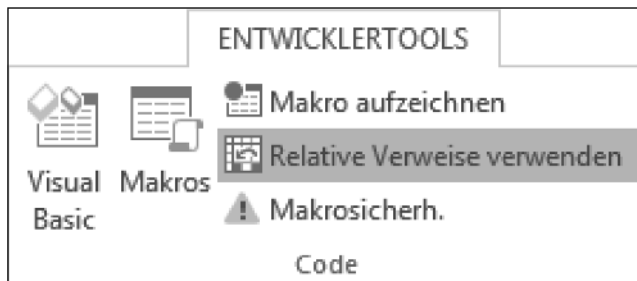 ENTWICKLERTOOLS
Visual
Basic
Makros
Makro aufzeichnen
Relative Verweise verwenden
Makrosicherh.
Code